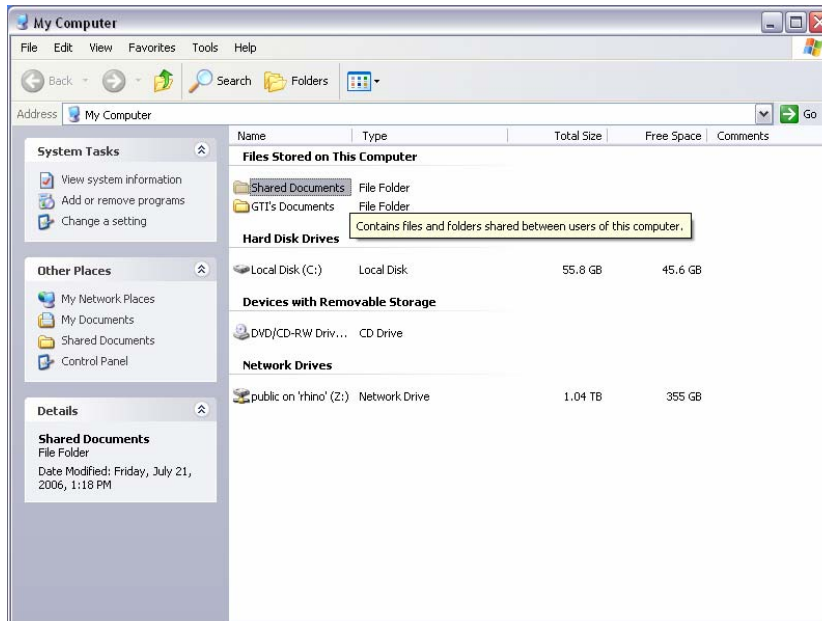 My Computer
File Edit View Favorites Tools Help
Back Search Folders
Address My Computer Go
System Tasks
View system information
Add or remove programs
Change a setting
Other Places
My Network Places
My Documents
Shared Documents
Control Panel
Details
Shared Documents
File Folder
Date Modified: Friday, July 21,
2006, 1:18 PM
Name Type Total Size Free Space Comments
Files Stored on This Computer
Shared Documents File Folder
GTI's Documents File Folder
Contains files and folders shared between users of this computer.
Hard Disk Drives
Local Disk (C:) Local Disk 55.8 GB 45.6 GB
Devices with Removable Storage
DVD/CD-RW Driv... CD Drive
Network Drives
public on 'rhino' (Z:) Network Drive 1.04 TB 355 GB